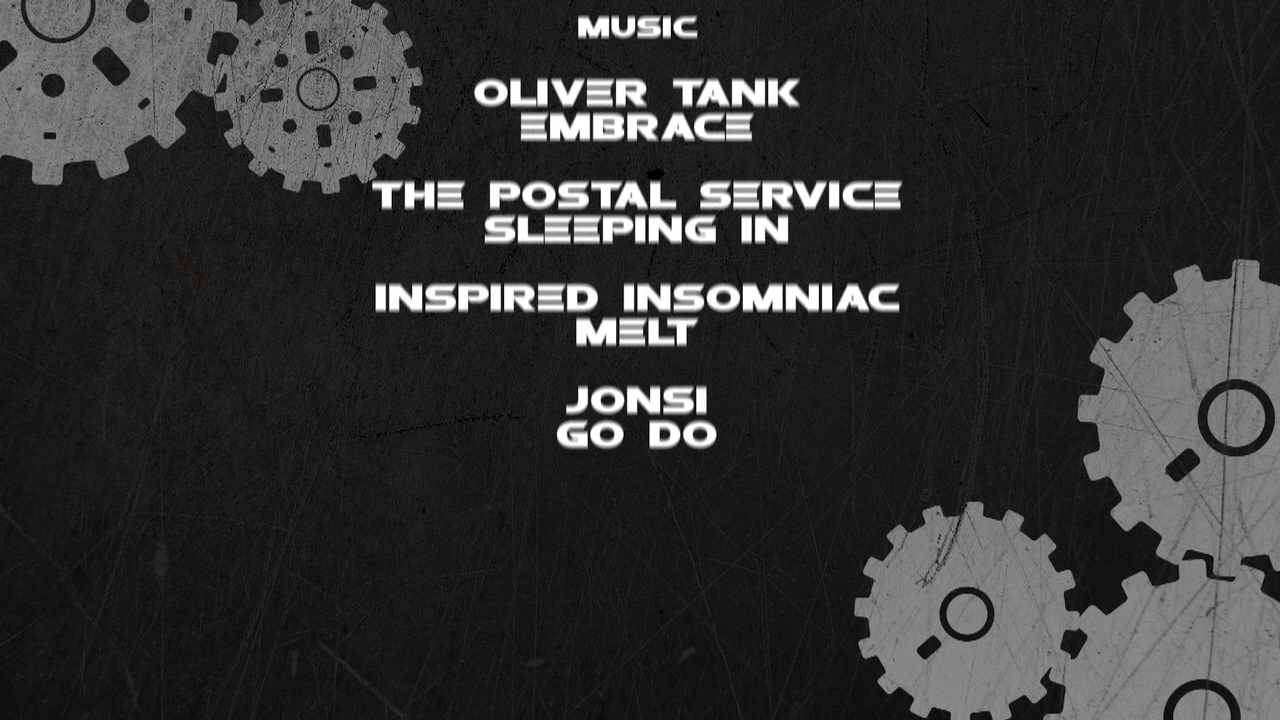 MUSIC
OLIVER TANK
EMBRACE
THE POSTAL SERVICE
SLEEPING IN
INSPIRED INSOMNIAC
MELT
JONSI
GO DO